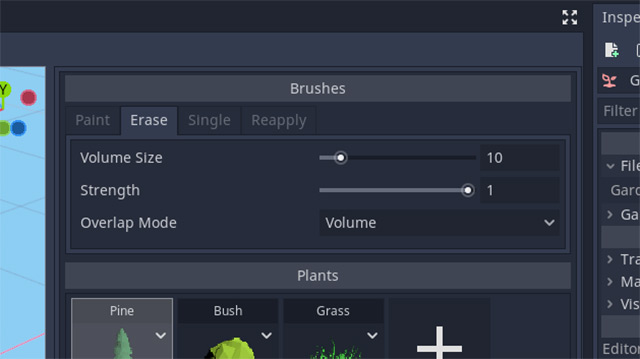 Inspe
Y
Brushes
G
Paint Erase Single Reapply
Filter
Volume Size 10
File
Strength 1
Gard
Overlap Mode Volume
Ga
Tra
Plants
Ma
Pine Bush Grass
Vis
Editor